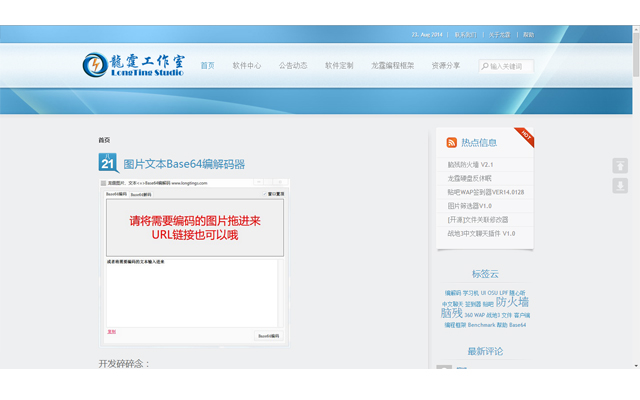 23, Aug 2014 | 联系我们 | 关于龙霆 | 帮助
龍霆工作室
LongTing Studio
首页 软件中心 公告动态 软件定制 龙霆编程框架 资源分享
输入关键词
首页
21
图片文本Base64编解码器
Base64编码 Base64解码
请将需要编码的图片拖进来
URL链接也可以哦
请将需要编码的文本输入进来
Base64编码
开发碎碎念：
HOT
热点信息
脑残防火墙 V2.1
龙霆硬盘反休眠
贴吧WAP签到器VER14.0128
图片筛选器V1.0
[开源]文件关联修改器
战地3中文聊天插件 V1.0
标签云
编解码 学习机 UI OSU LPF 随心听
中文聊天 签到器 贴吧 防火墙
脑残 360 WAP 战地3 文件 客户端
编程框架 Benchmark 帮助 Base64
最新评论